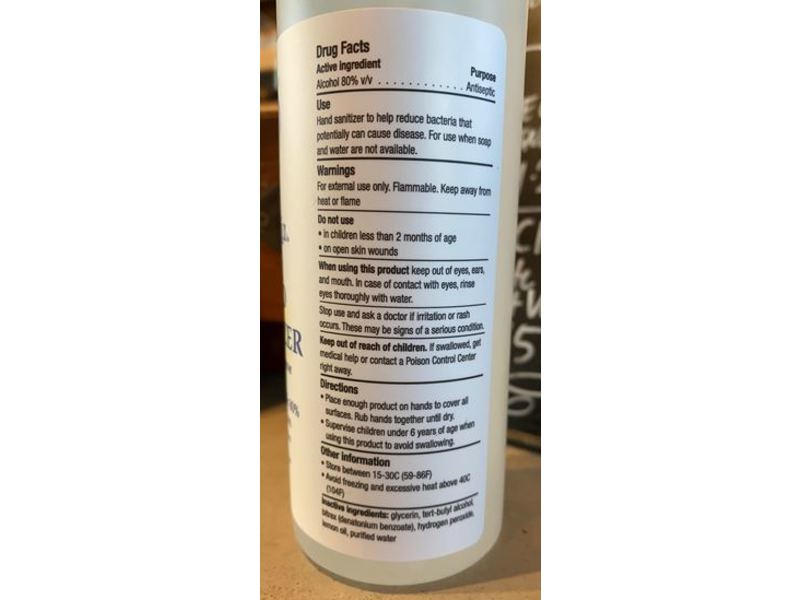 Drug Facts
Active ingredient Purpose
Alcohol 80% v/v . . . . . . . . . . . . Antiseptic
Use
Hand sanitizer to help reduce bacteria that
potentially can cause disease. For use when soap
and water are not available.
Warnings
For external use only. Flammable. Keep away from
heat or flame
Do not use
• in children less than 2 months of age
• on open skin wounds
When using this product keep out of eyes, ears,
and mouth. In case of contact with eyes, rinse
eyes thoroughly with water.
Stop use and ask a doctor if irritation or rash
occurs. These may be signs of a serious condition.
Keep out of reach of children. If swallowed, get
medical help or contact a Poison Control Center
right away.
Directions
• Place enough product on hands to cover all
surfaces. Rub hands together until dry.
• Supervise children under 6 years of age when
using this product to avoid swallowing.
Other information
• Store between 15-30C (59-86F)
• Avoid freezing and excessive heat above 40C
(104F)
Inactive ingredients: glycerin, tert-butyl alcohol,
bitrex (denatonium benzoate), hydrogen peroxide,
lemon oil, purified water